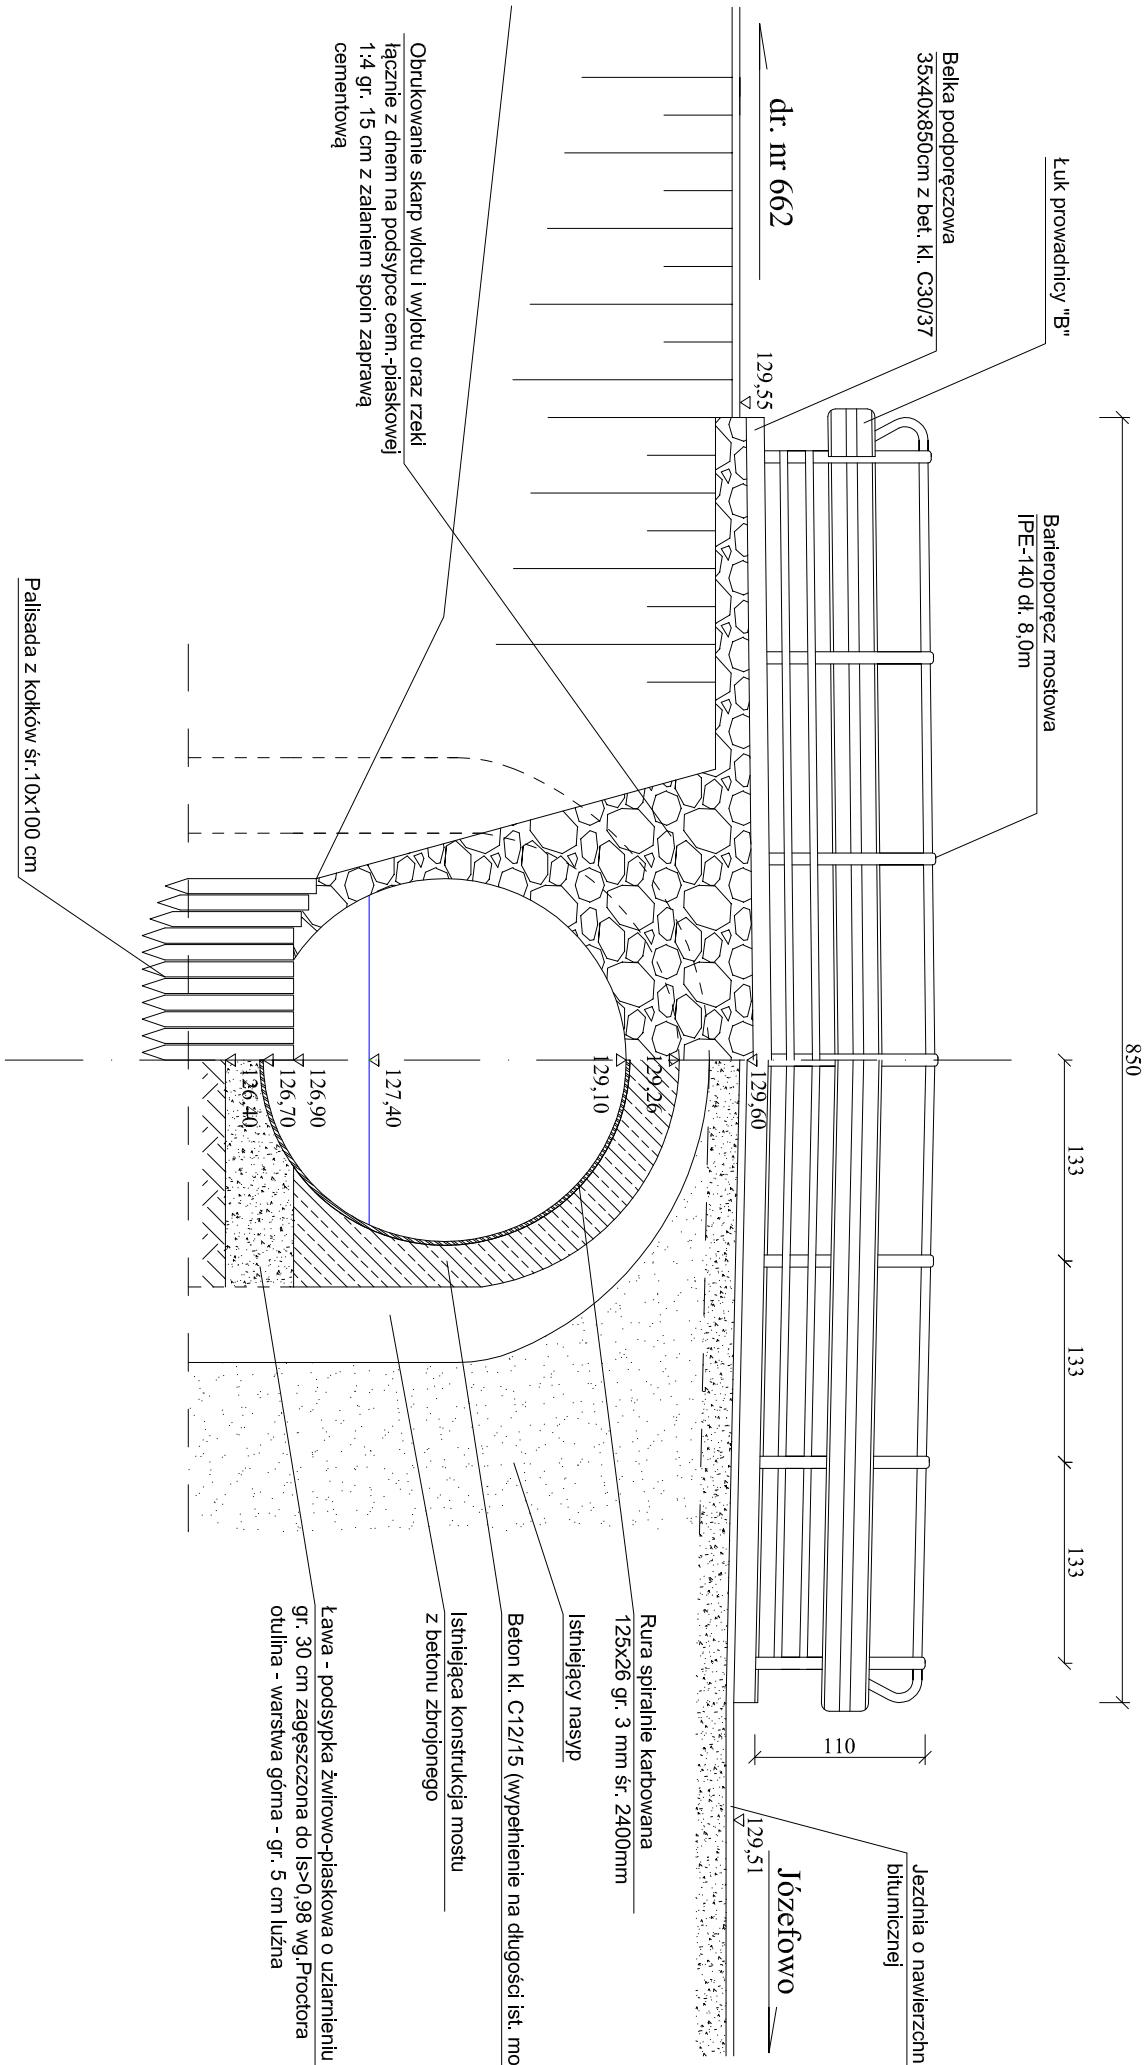 850
133
133
133
110
Łuk prowadnicy "B"
Belka podporęczowa
35x40x850cm z bet. kl. C30/37
Barieroporęcz mostowa
IPE-140 dł. 8,0m
Jezdnia o nawierzchn
bitumicznej
dr. nr 662
Józefowo
129,55
129,60
129,51
129,26
129,10
127,40
126,90
126,70
126,40
Obrukowanie skarp wlotu i wylotu oraz rzeki
łącznie z dnem na podsypce cem.-piaskowej
1:4 gr. 15 cm z zalaniem spoin zaprawą
cementową
Rura spiralnie karbowana
125x26 gr. 3 mm śr. 2400mm
Istniejący nasyp
Beton kl. C12/15 (wypełnienie na długości ist. mo
Istniejąca konstrukcja mostu
z betonu zbrojonego
Ława - podsypka żwirowo-piaskowa o uziarnieniu
gr. 30 cm zagęszczona do Is>0,98 wg.Proctora
otulina - warstwa górna - gr. 5 cm luźna
Palisada z kołków śr.10x100 cm